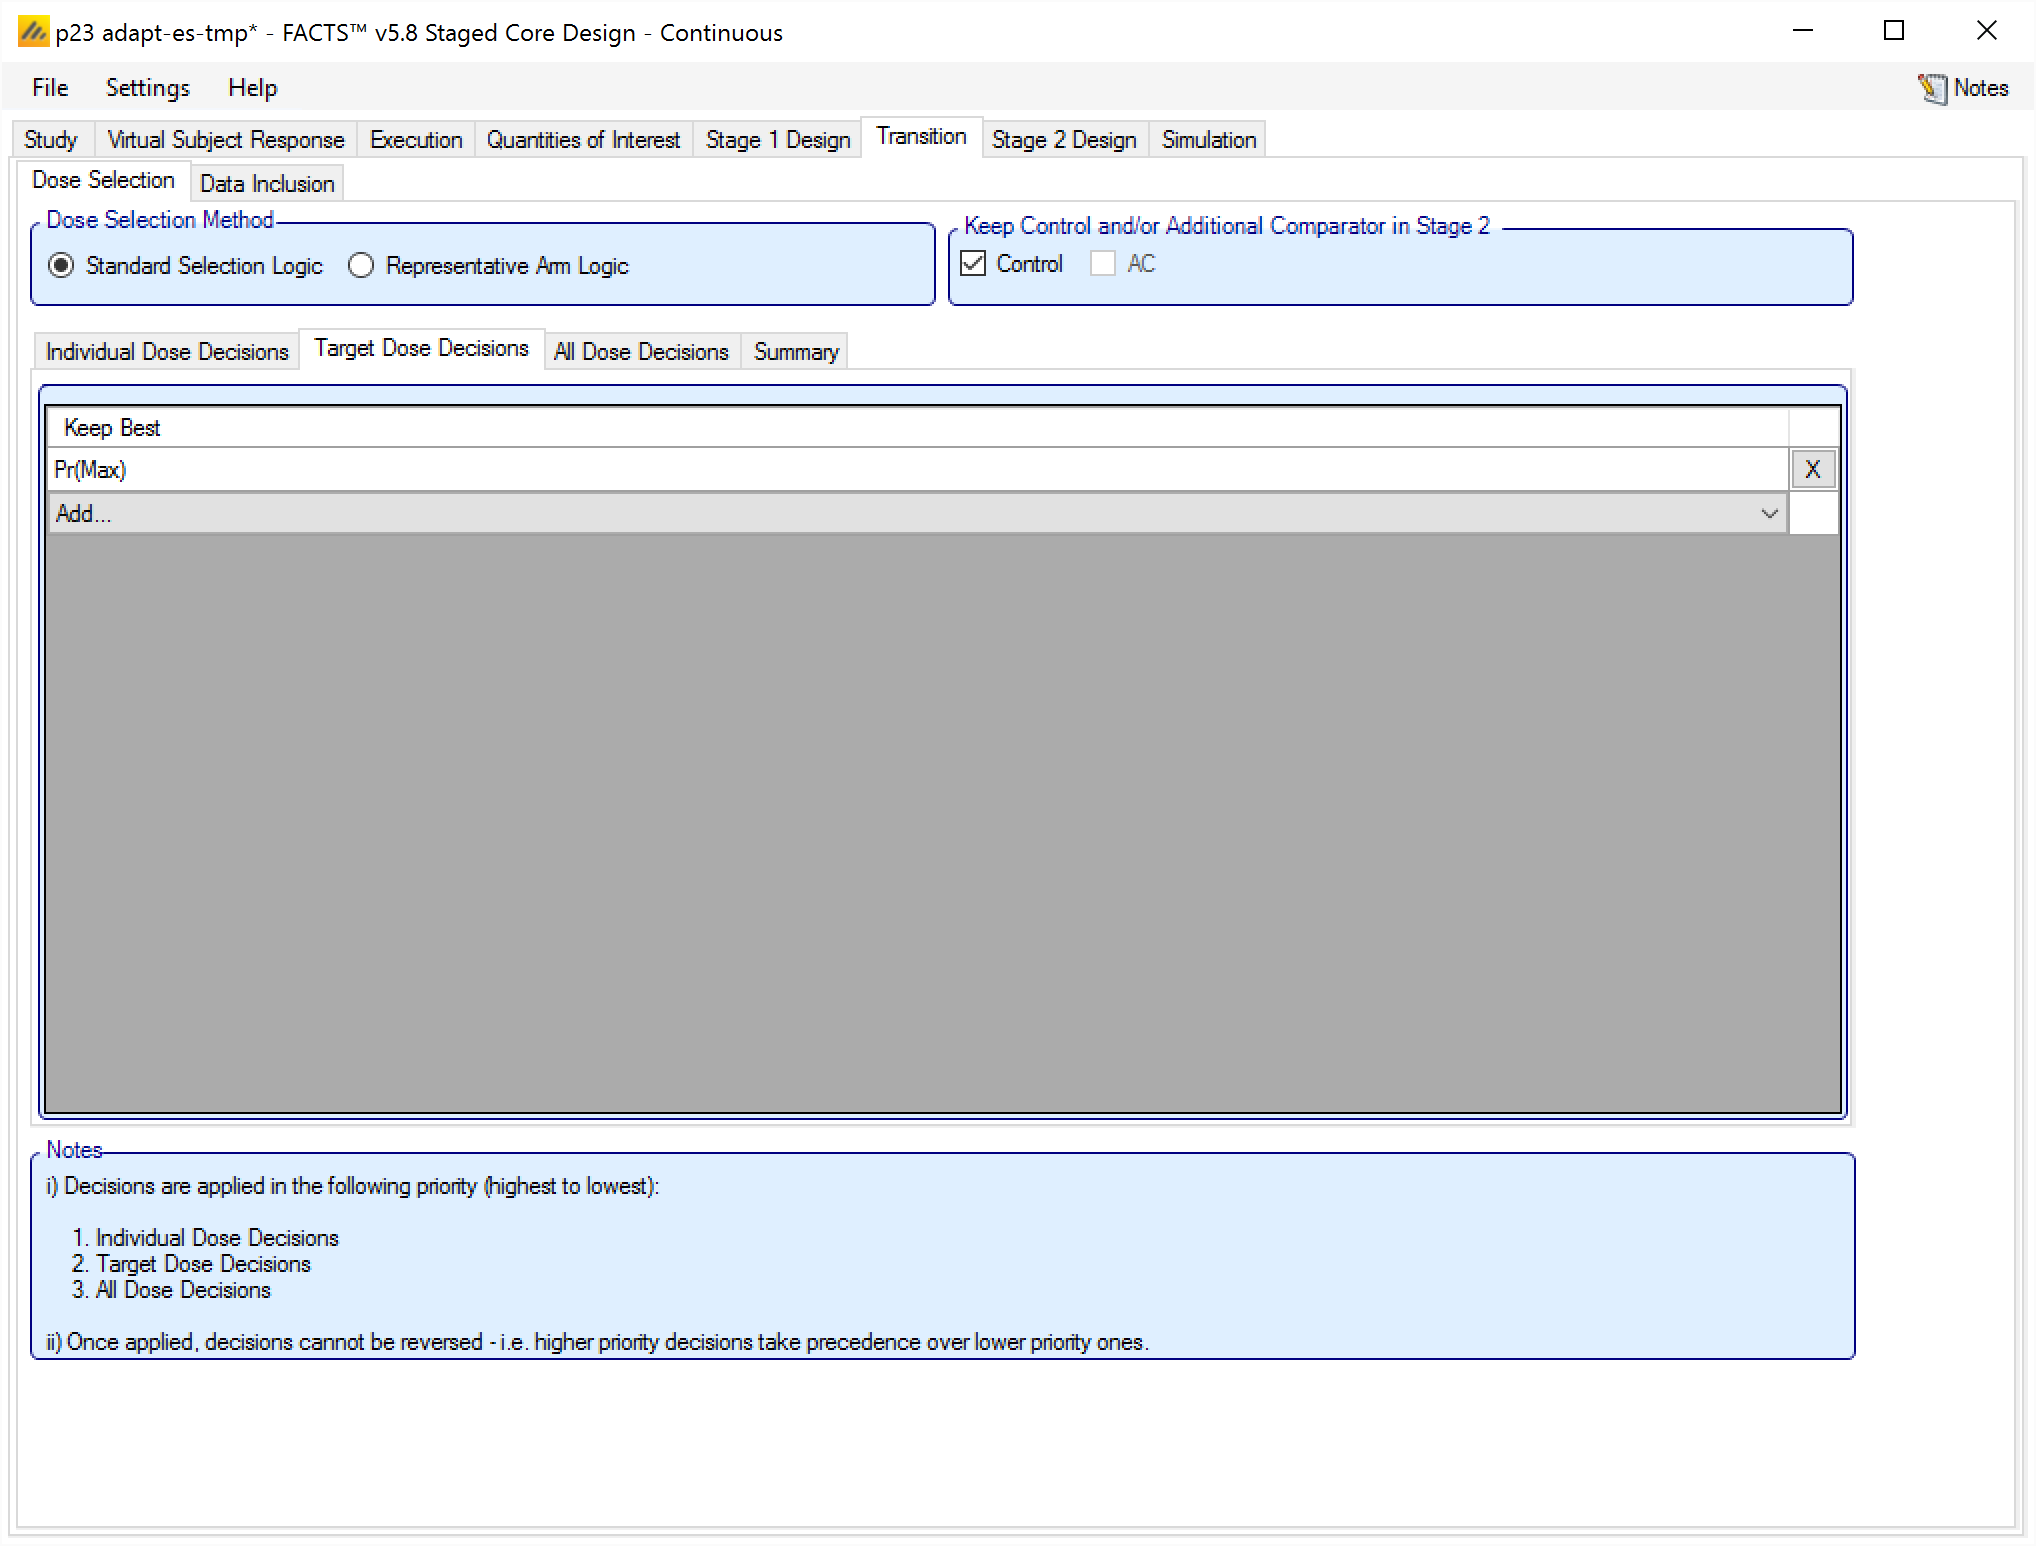 p23 adapt-es-tmp* - FACTS™ v5.8 Staged Core Design - Continuous
File Settings Help Notes
Study Virtual Subject Response Execution Quantities of Interest Stage 1 Design Transition Stage 2 Design Simulation
Dose Selection Data Inclusion
Dose Selection Method
Standard Selection Logic Representative Arm Logic
Keep Control and/or Additional Comparator in Stage 2
Control AC
Individual Dose Decisions Target Dose Decisions All Dose Decisions Summary
Keep Best
Pr(Max) X
Add...
Notes
i) Decisions are applied in the following priority (highest to lowest):
1. Individual Dose Decisions
2. Target Dose Decisions
3. All Dose Decisions
ii) Once applied, decisions cannot be reversed - i.e. higher priority decisions take precedence over lower priority ones.